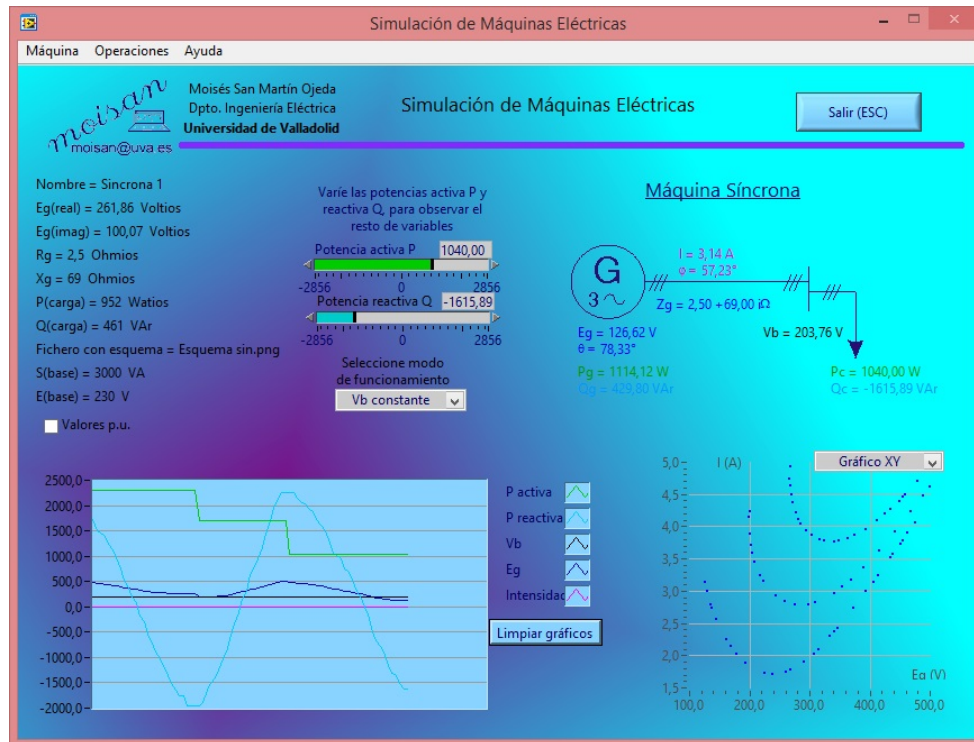 Simulación de Máquinas Eléctricas
Máquina Operaciones Ayuda
moisan
moisan@uva.es
Moisés San Martín Ojeda
Dpto. Ingeniería Eléctrica
Universidad de Valladolid
Simulación de Máquinas Eléctricas
Salir (ESC)
Nombre = Sincrona 1
Eg(real) = 261,86 Voltios
Eg(imag) = 100,07 Voltios
Rg = 2,5 Ohmios
Xg = 69 Ohmios
P(carga) = 952 Watios
Q(carga) = 461 VAr
Fichero con esquema = Esquema sin.png
S(base) = 3000 VA
E(base) = 230 V
Valores p.u.
Varíe las potencias activa P y
reactiva Q, para observar el
resto de variables
Potencia activa P 1040,00
-2856 0 2856
Potencia reactiva Q -1615,89
-2856 0 2856
Seleccione modo
de funcionamiento
Vb constante
Máquina Síncrona
G
3~
I = 3,14 A
φ = 57,23°
Zg = 2,50 +69,00 iΩ
Eg = 126,62 V
θ = 78,33°
Vb = 203,76 V
Pg = 1114,12 W
Qg = 429,80 VAr
Pc = 1040,00 W
Qc = -1615,89 VAr
2500,0
2000,0
1500,0
1000,0
500,0
0,0
-500,0
-1000,0
-1500,0
-2000,0
P activa
P reactiva
Vb
Eg
Intensidad
Limpiar gráficos
Gráfico XY
I (A)
5,0
4,5
4,0
3,5
3,0
2,5
2,0
1,5
Eg (V)
100,0 200,0 300,0 400,0 500,0